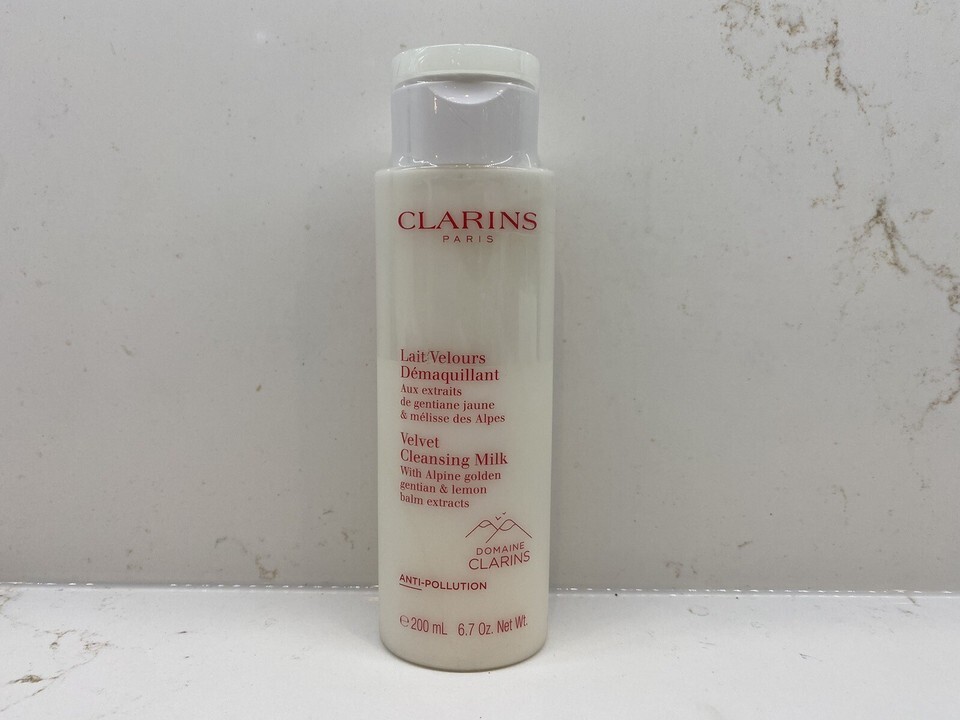 CLARINS
PARIS
Lait Velours
Démaquillant
Aux extraits
de gentiane jaune
& mélisse des Alpes
Velvet
Cleansing Milk
With Alpine golden
gentian & lemon
balm extracts
DOMAINE
CLARINS
ANTI-POLLUTION
℮ 200 mL 6.7 Oz. Net Wt.